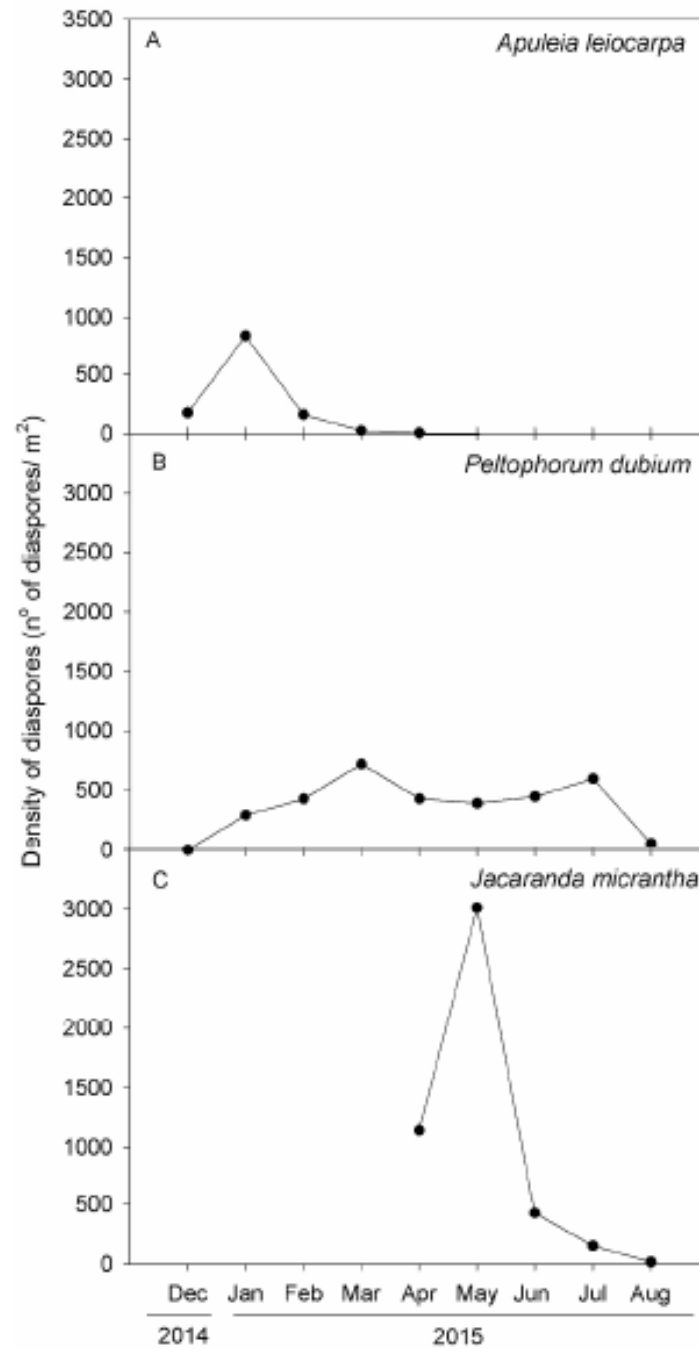 Density of diaspores (nº of diaspores/ m²)
A
Apuleia leiocarpa
3500
3000
2500
2000
1500
1000
500
0
B
Peltophorum dubium
3000
2500
2000
1500
1000
500
0
C
Jacaranda micrantha
3000
2500
2000
1500
1000
500
0
Dec Jan Feb Mar Apr May Jun Jul Aug
2014 2015